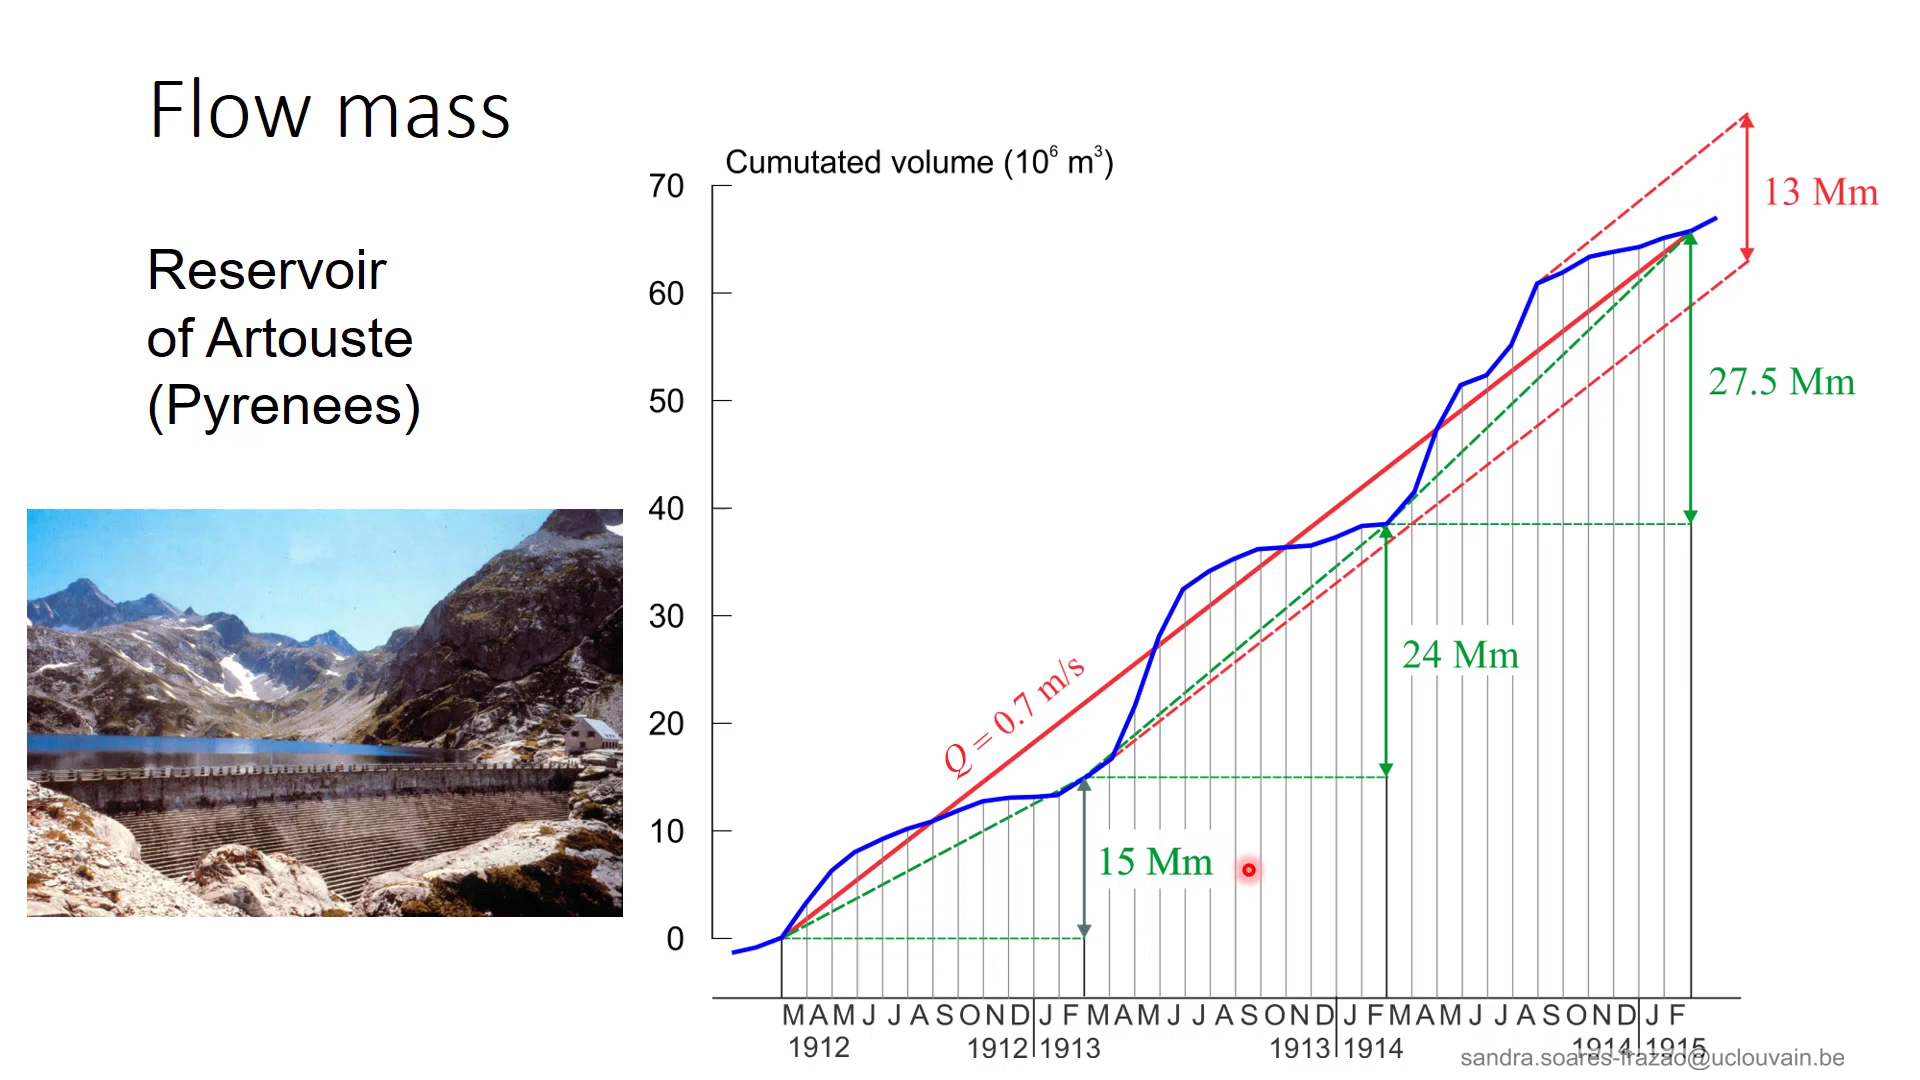 Flow mass
Reservoir
of Artouste
(Pyrenees)
Cumutated volume (10⁶ m³)
70
60
50
40
30
20
10
0
13 Mm
27.5 Mm
24 Mm
15 Mm
Q = 0.7 m/s
M A M J J A S O N D J F M A M J J A S O N D J F M A M J J A S O N D J F
1912 1912 1913 1913 1914 1914 1915
sandra.soares-frazao@uclouvain.be